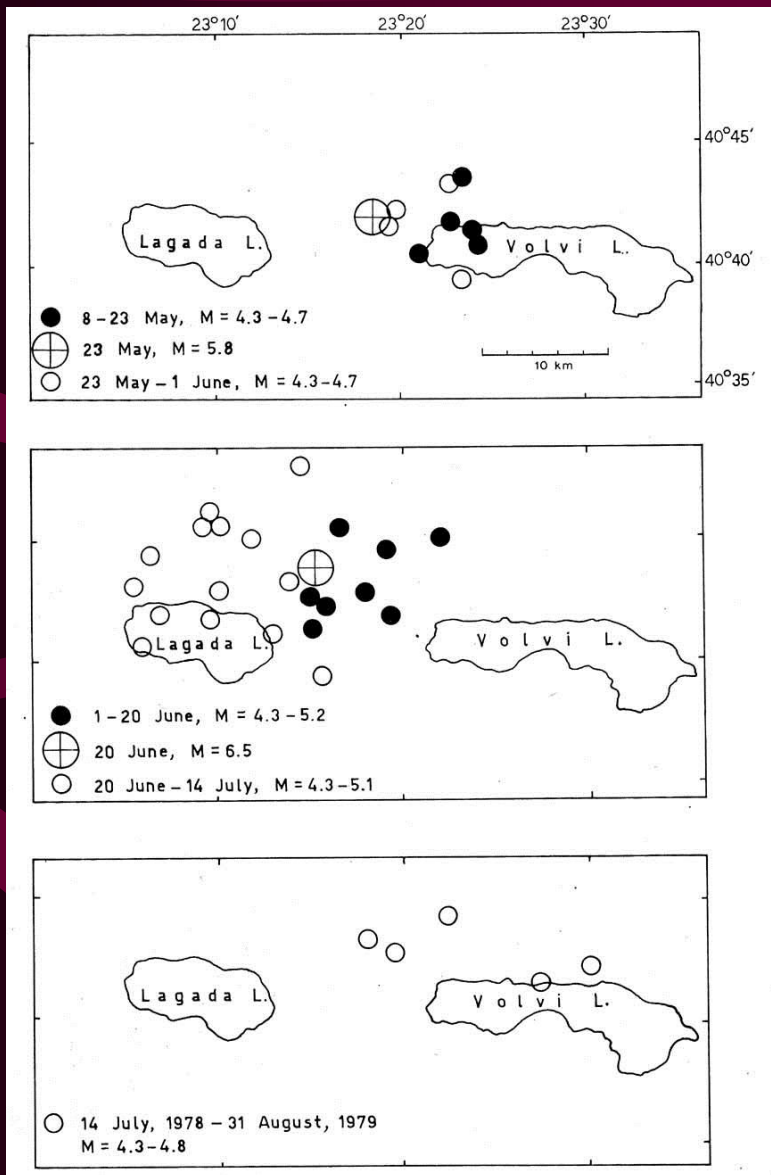 23°10' 23°20' 23°30'
40°45'
Lagada L.
Volvi L.
40°40'
8–23 May, M = 4.3–4.7
23 May, M = 5.8
10 km
23 May – 1 June, M = 4.3–4.7
40°35'
Lagada L.
Volvi L.
1–20 June, M = 4.3–5.2
20 June, M = 6.5
20 June – 14 July, M = 4.3–5.1
Lagada L.
Volvi L.
14 July, 1978 – 31 August, 1979
M = 4.3–4.8